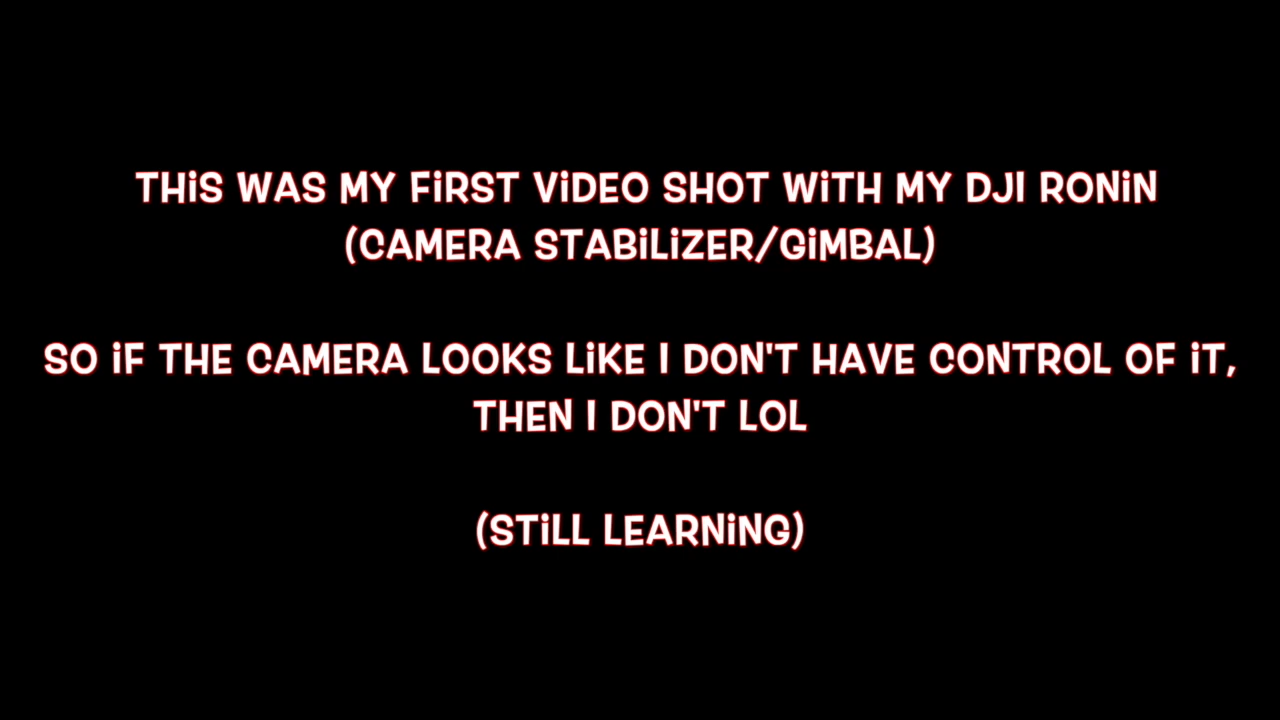 THiS WAS MY FiRST ViDEO SHOT WiTH MY DJI RONiN
(CAMERA STABiLiZER/GiMBAL)
SO iF THE CAMERA LOOKS LiKE I DON'T HAVE CONTROL OF iT,
THEN I DON'T LOL
(STiLL LEARNiNG)